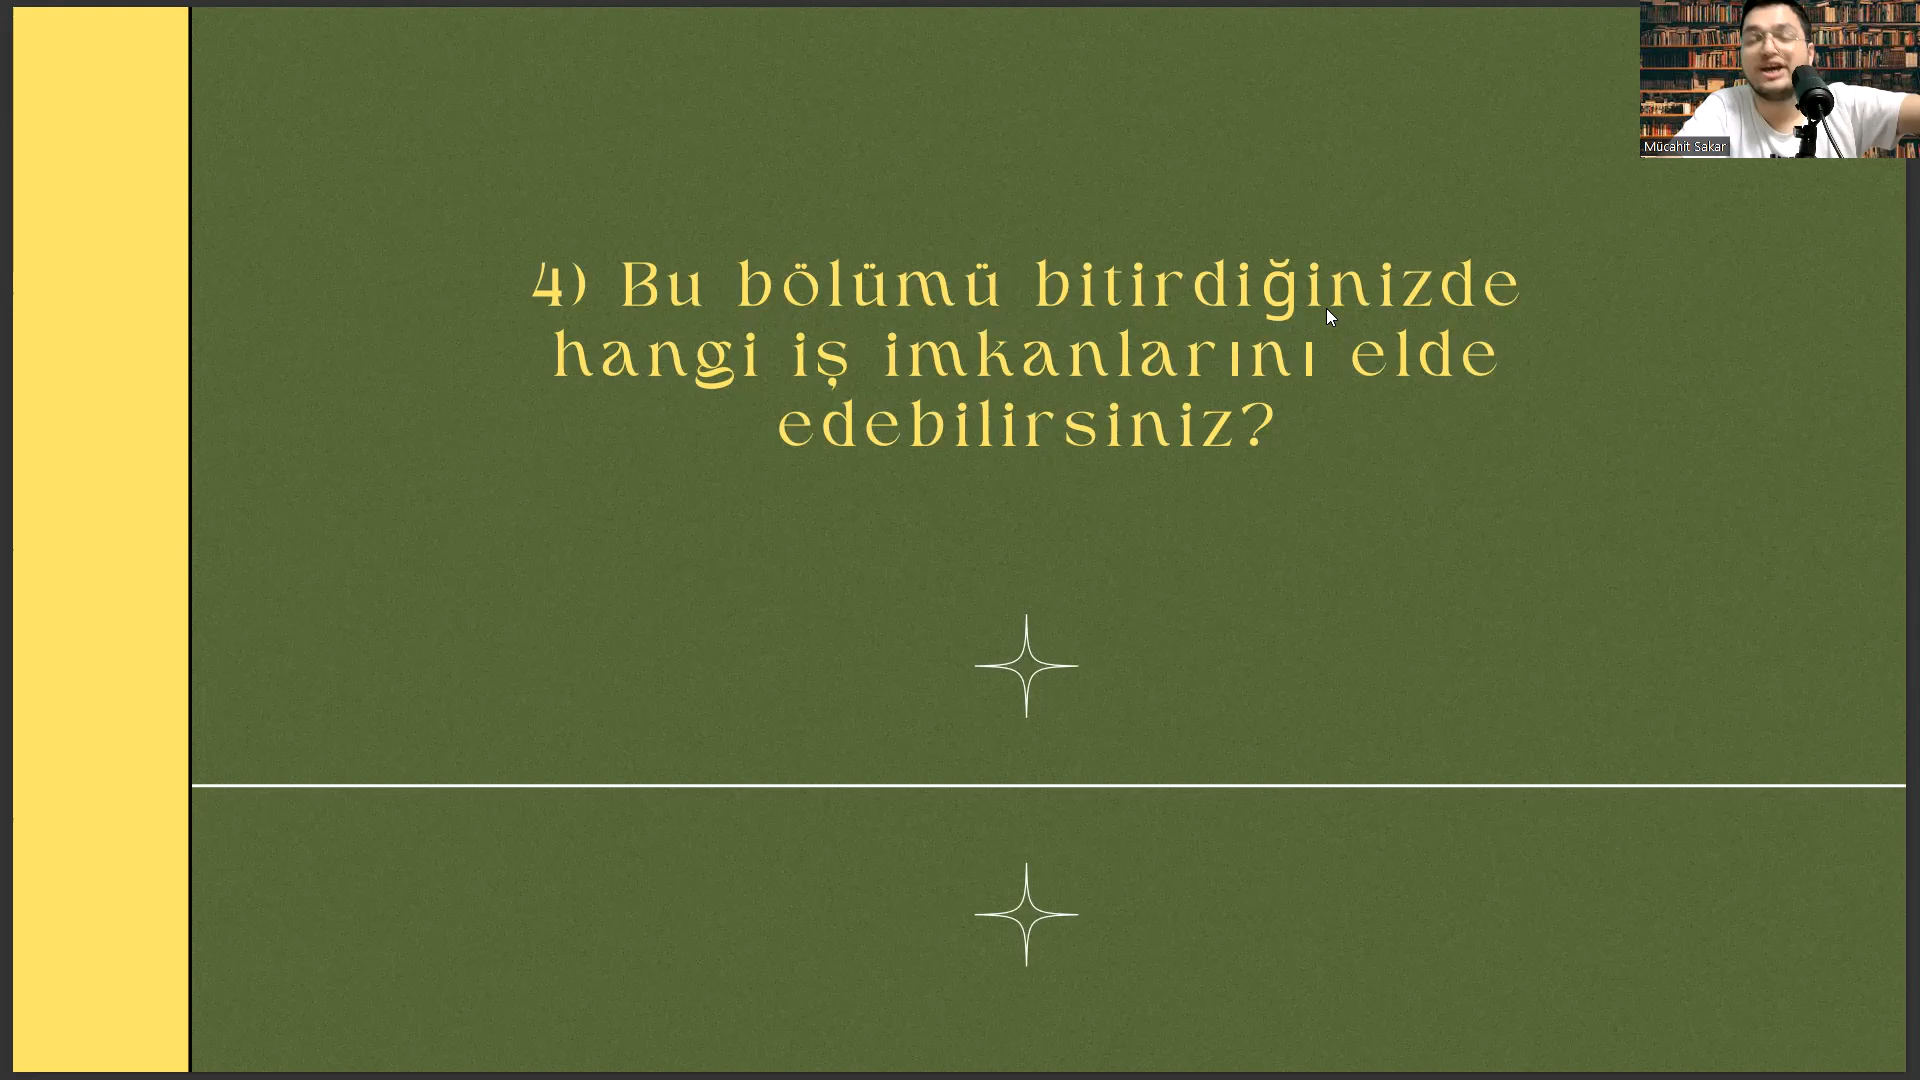 4) Bu bölümü bitirdiğinizde
hangi iş imkanlarını elde
edebilirsiniz?
Mücahit Sakar